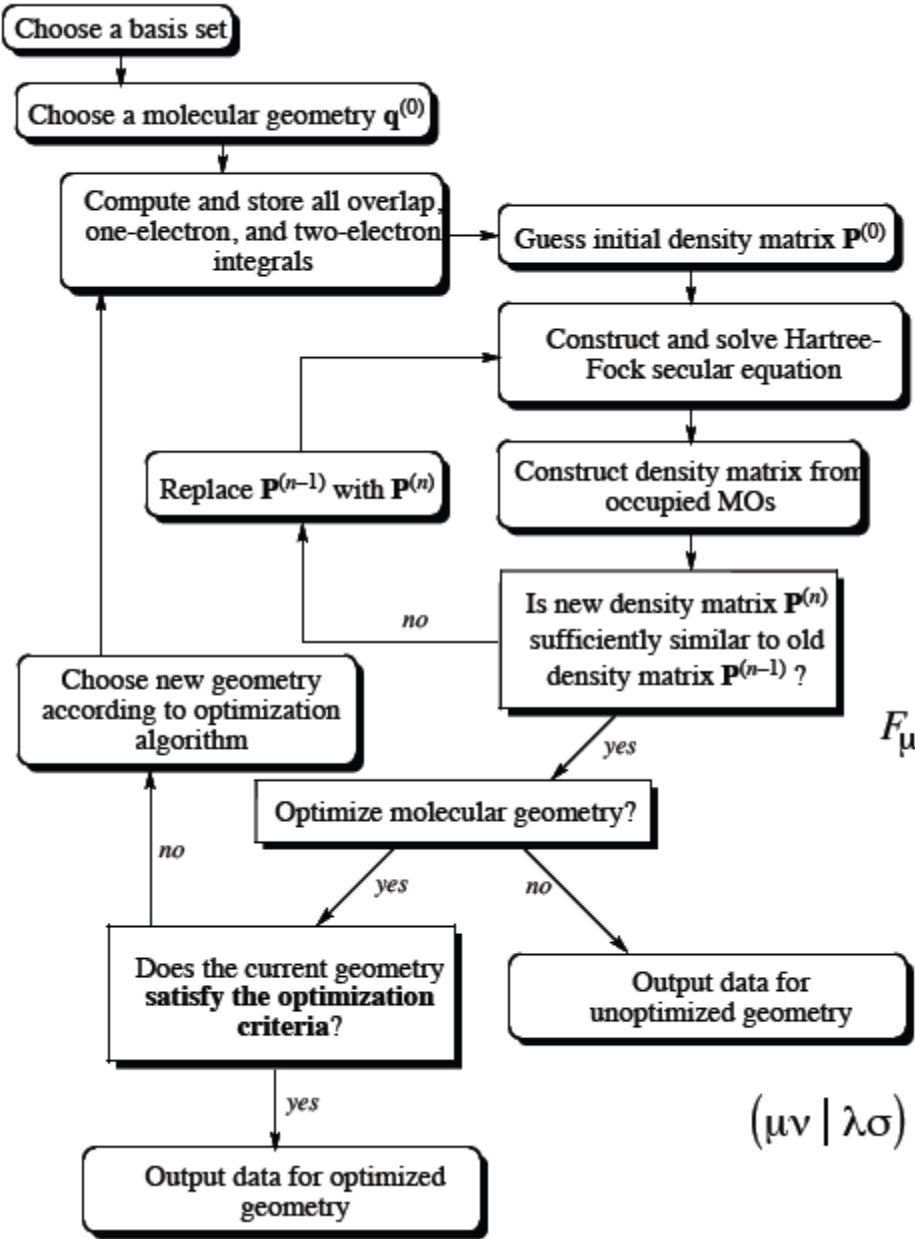 Choose a basis set
Choose a molecular geometry q⁽⁰⁾
Compute and store all overlap,
one-electron, and two-electron
integrals
Guess initial density matrix P⁽⁰⁾
Construct and solve Hartree-
Fock secular equation
Replace P⁽ⁿ⁻¹⁾ with P⁽ⁿ⁾
Construct density matrix from
occupied MOs
Is new density matrix P⁽ⁿ⁾
sufficiently similar to old
density matrix P⁽ⁿ⁻¹⁾ ?
no
Choose new geometry
according to optimization
algorithm
Fμ
yes
Optimize molecular geometry?
no
yes
no
Does the current geometry
satisfy the optimization
criteria?
Output data for
unoptimized geometry
yes
(μν | λσ)
Output data for optimized
geometry